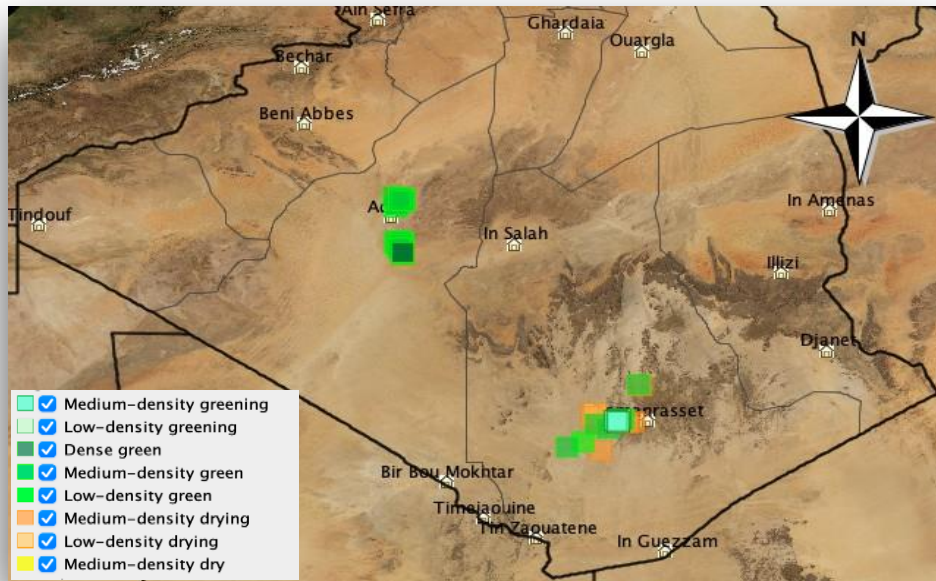 Ain Sefra
Ghardaia
Ouargla
N
Bechar
Beni Abbes
In Amenas
Tindouf
In Salah
Illizi
Djanet
Medium-density greening
Low-density greening
Dense green
Medium-density green
Low-density green
Medium-density drying
Low-density drying
Medium-density dry
Bir Bou Mokhtar
Timejaouine
Tin Zaouatene
In Guezzam